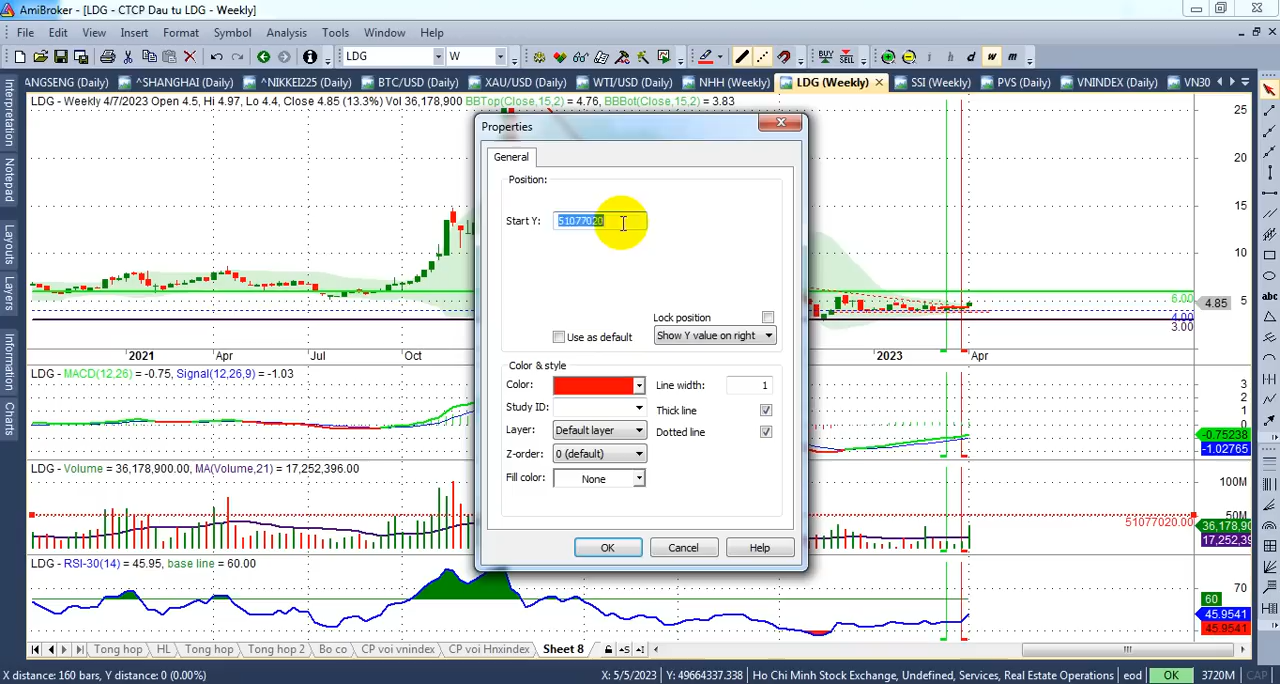 AmiBroker - [LDG - CTCP Dau tu LDG - Weekly]
File Edit View Insert Format Symbol Analysis Tools Window Help
LDG W i h d w m
ANGSENG (Daily) ^SHANGHAI (Daily) ^NIKKEI225 (Daily) BTC/USD (Daily) XAU/USD (Daily) WTI/USD (Daily) NHH (Weekly) LDG (Weekly) SSI (Weekly) PVS (Daily) VNINDEX (Daily) VN30
LDG - Weekly 4/7/2023 Open 4.5, Hi 4.97, Lo 4.4, Close 4.85 (13.3%) Vol 36,178,900 BBTop(Close,15,2) = 4.76, BBBot(Close,15,2) = 3.83
Interpretation
Notepad
Layouts
Layers
Information
Charts
Properties
General
Position:
Start Y: 51077020
Lock position
Use as default
Show Y value on right
Color & style
Color:
Line width: 1
Study ID:
Thick line
Layer: Default layer
Dotted line
Z-order: 0 (default)
Fill color: None
OK Cancel Help
25
20
15
10
5
6.00
4.85
4.00
3.00
2021 Apr Jul Oct 2023 Apr
LDG - MACD(12,26) = -0.75, Signal(12,26,9) = -1.03
3
2
1
0
-0.75238
-1.02765
LDG - Volume = 36,178,900.00, MA(Volume,21) = 17,252,396.00
100M
50M
51077020.00
36,178,90
17,252,39
LDG - RSI-30(14) = 45.95, base line = 60.00
70
60
45.9541
45.9541
Tong hop HL Tong hop Tong hop 2 Bo co CP voi vnindex CP voi Hnxindex Sheet 8
X distance: 160 bars, Y distance: 0 (0.00%) X: 5/5/2023 Y: 49664337.338 Ho Chi Minh Stock Exchange, Undefined, Services, Real Estate Operations eod OK 3720M CAP